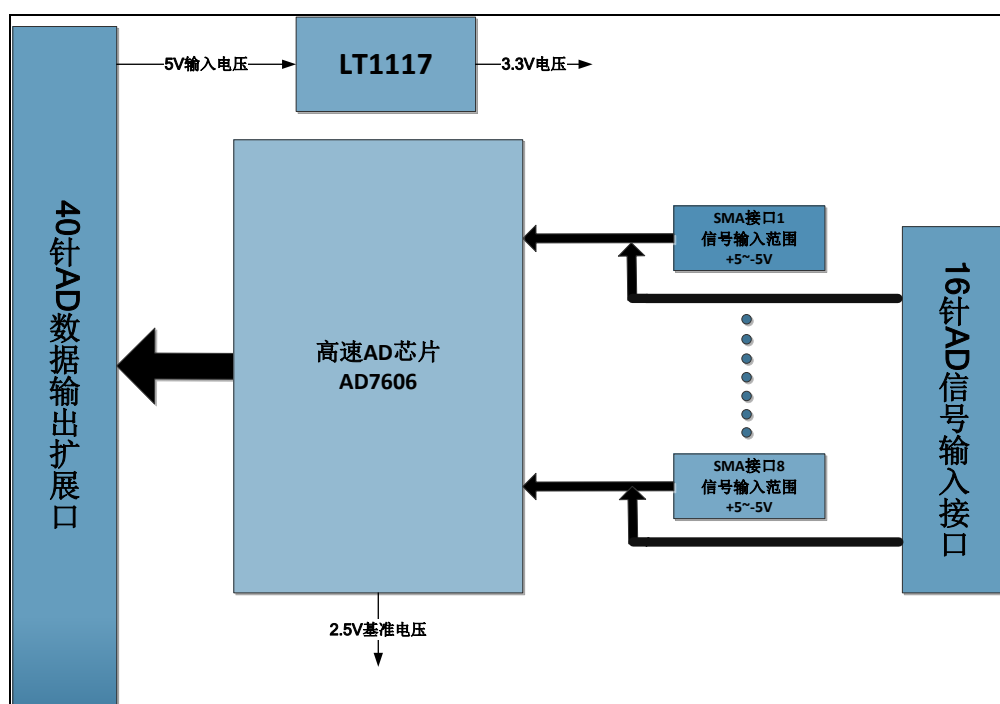 5V输入电压
LT1117
3.3V电压
40针AD数据输出扩展口
高速AD芯片
AD7606
SMA接口1
信号输入范围
+5~-5V
16针AD信号输入接口
SMA接口8
信号输入范围
+5~-5V
2.5V基准电压